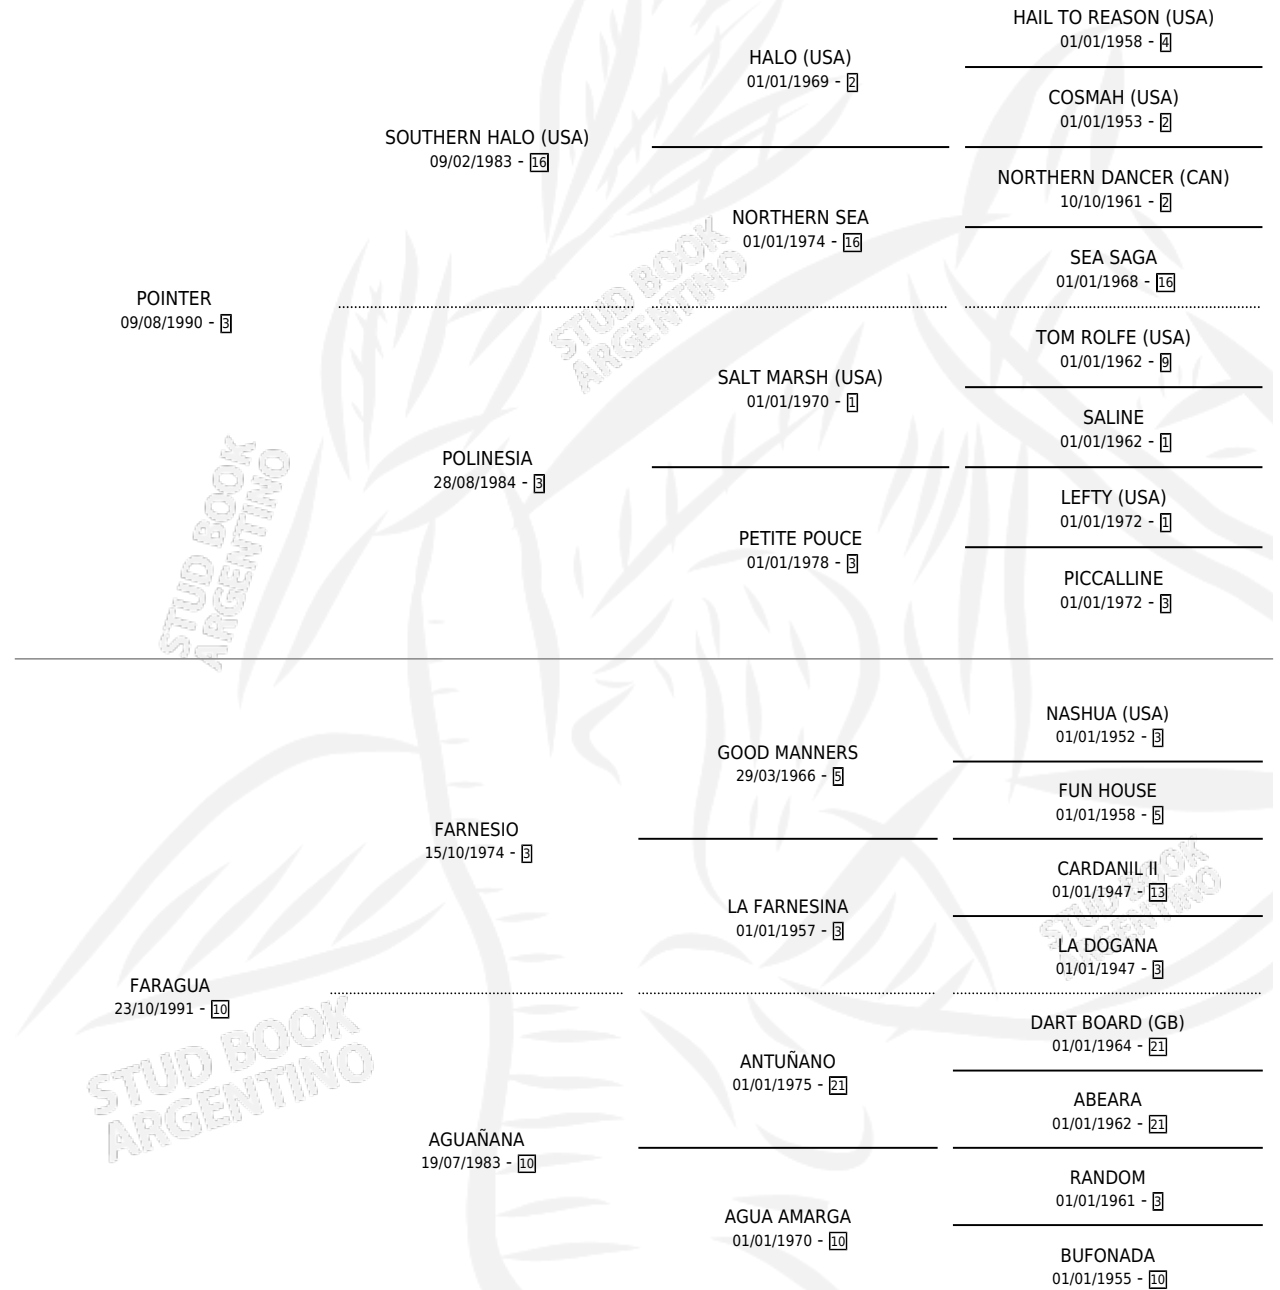 HAIL TO REASON (USA)
01/01/1958 - 4
HALO (USA)
01/01/1969 - 2
COSMAH (USA)
01/01/1953 - 2
SOUTHERN HALO (USA)
09/02/1983 - 16
NORTHERN DANCER (CAN)
10/10/1961 - 2
NORTHERN SEA
01/01/1974 - 16
SEA SAGA
01/01/1968 - 16
POINTER
09/08/1990 - 3
TOM ROLFE (USA)
01/01/1962 - 9
SALT MARSH (USA)
01/01/1970 - 1
SALINE
01/01/1962 - 1
POLINESIA
28/08/1984 - 3
LEFTY (USA)
01/01/1972 - 1
PETITE POUCE
01/01/1978 - 3
PICCALLINE
01/01/1972 - 3
STUD BOOK
ARGENTINO
STUD BOOK
ARGENTINO
NASHUA (USA)
01/01/1952 - 3
GOOD MANNERS
29/03/1966 - 5
FUN HOUSE
01/01/1958 - 5
FARNESIO
15/10/1974 - 3
CARDANIL II
01/01/1947 - 13
LA FARNESINA
01/01/1957 - 3
LA DOGANA
01/01/1947 - 3
FARAGUA
23/10/1991 - 10
DART BOARD (GB)
01/01/1964 - 21
ANTUÑANO
01/01/1975 - 21
ABEARA
01/01/1962 - 21
AGUAÑANA
19/07/1983 - 10
RANDOM
01/01/1961 - 3
AGUA AMARGA
01/01/1970 - 10
BUFONADA
01/01/1955 - 10
STUD BOOK
ARGENTINO
STUD BOOK
ARGENTINO